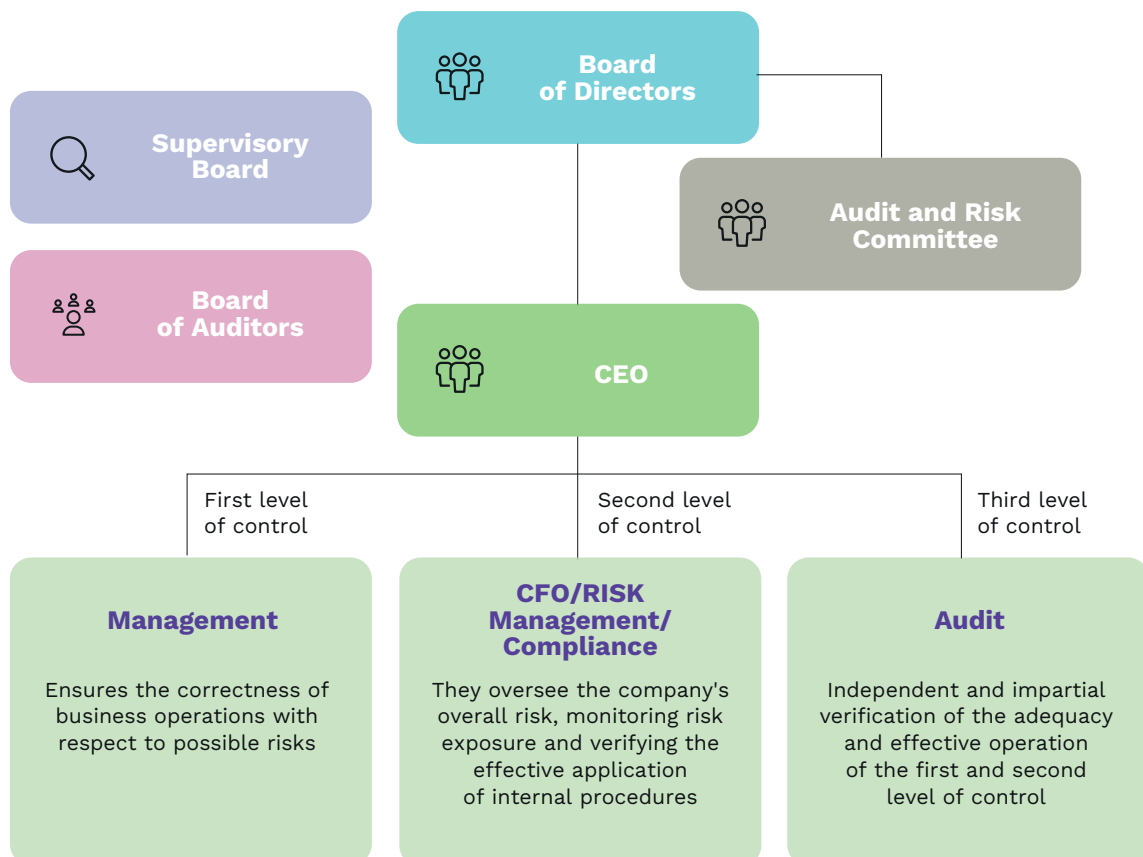 Board
of Directors
Supervisory
Board
Audit and Risk
Committee
Board
of Auditors
CEO
First level
of control
Second level
of control
Third level
of control
Management
Ensures the correctness of
business operations with
respect to possible risks
CFO/RISK
Management/
Compliance
They oversee the company's
overall risk, monitoring risk
exposure and verifying the
effective application
of internal procedures
Audit
Independent and impartial
verification of the adequacy
and effective operation
of the first and second
level of control